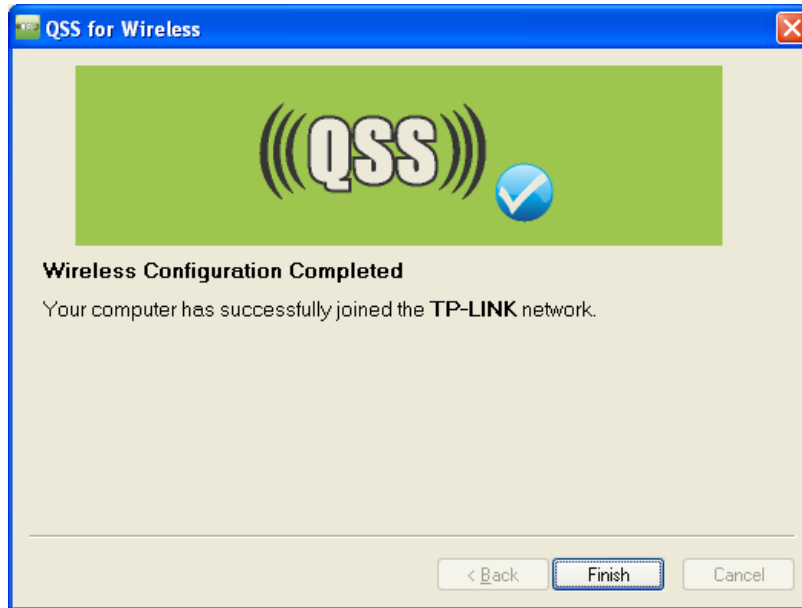 QSS for Wireless
(((QSS)))
Wireless Configuration Completed
Your computer has successfully joined the TP-LINK network.
< Back
Finish
Cancel